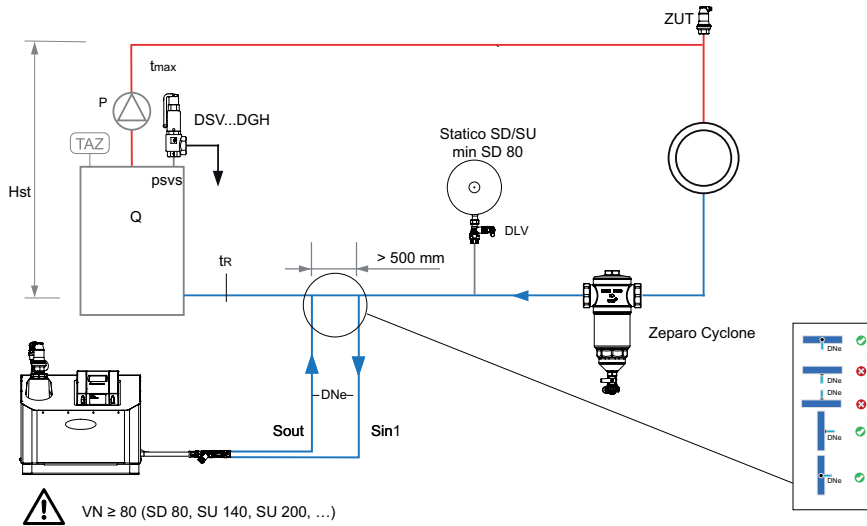 ZUT
tmax
P
DSV...DGH
TAZ
Statico SD/SU
min SD 80
psvs
Hst
Q
DLV
tR
> 500 mm
Zeparo Cyclone
DNe
DNe
DNe
DNe
DNe
DNe
Sout
Sin1
VN ≥ 80 (SD 80, SU 140, SU 200, …)